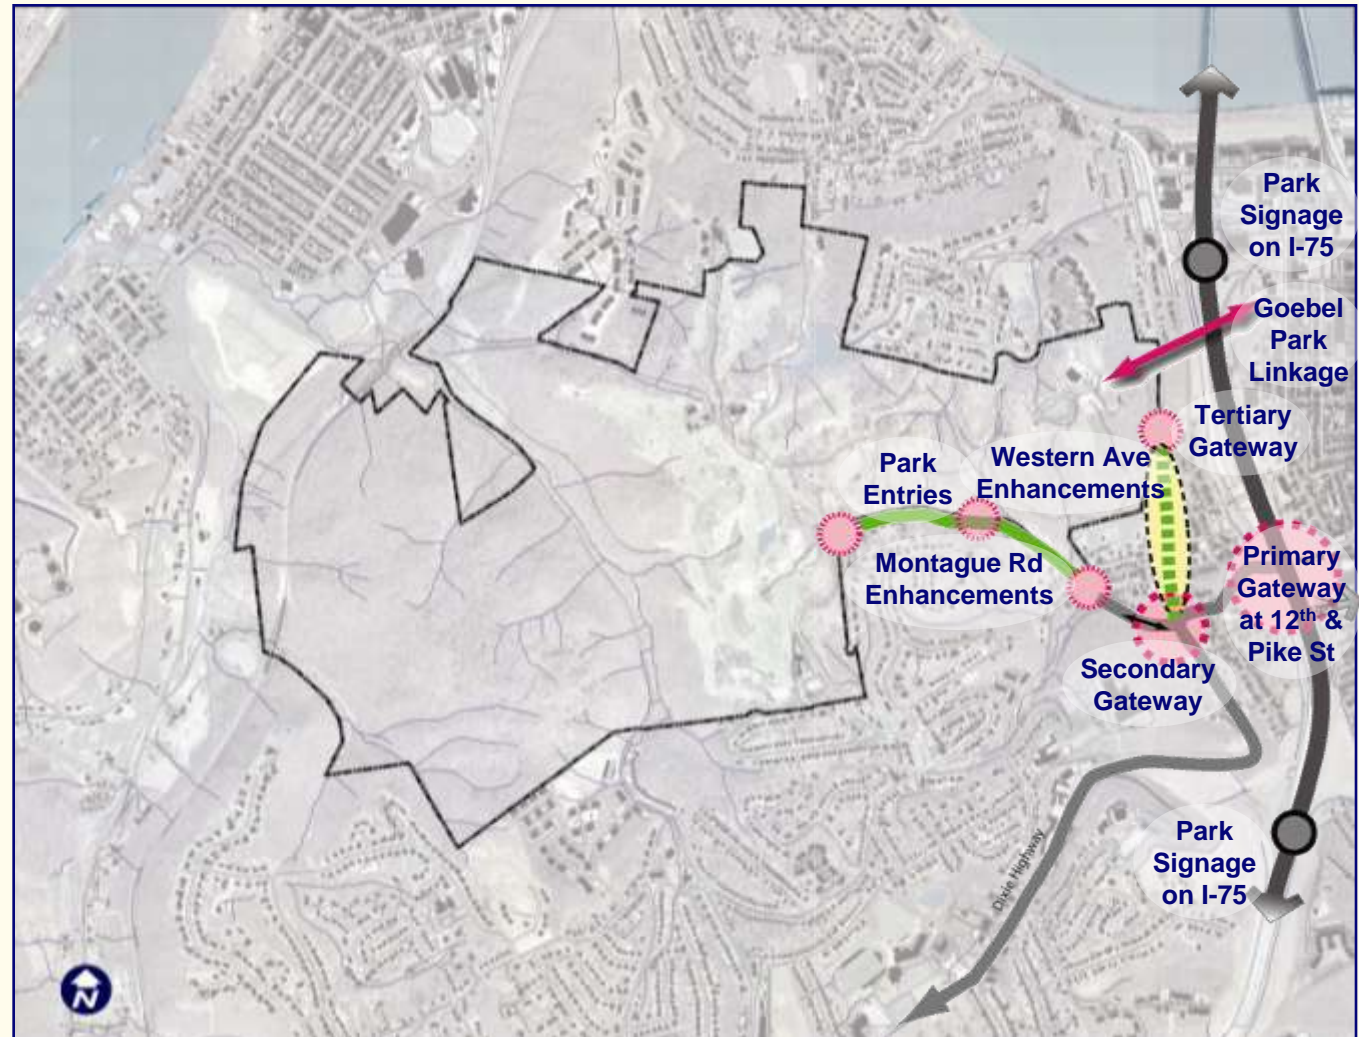 Park
Signage
on I-75
Goebel
Park
Linkage
Tertiary
Gateway
Western Ave
Enhancements
Park
Entries
Montague Rd
Enhancements
Primary
Gateway
at 12th &
Pike St
Secondary
Gateway
Park
Signage
on I-75
Dixie Highway
N